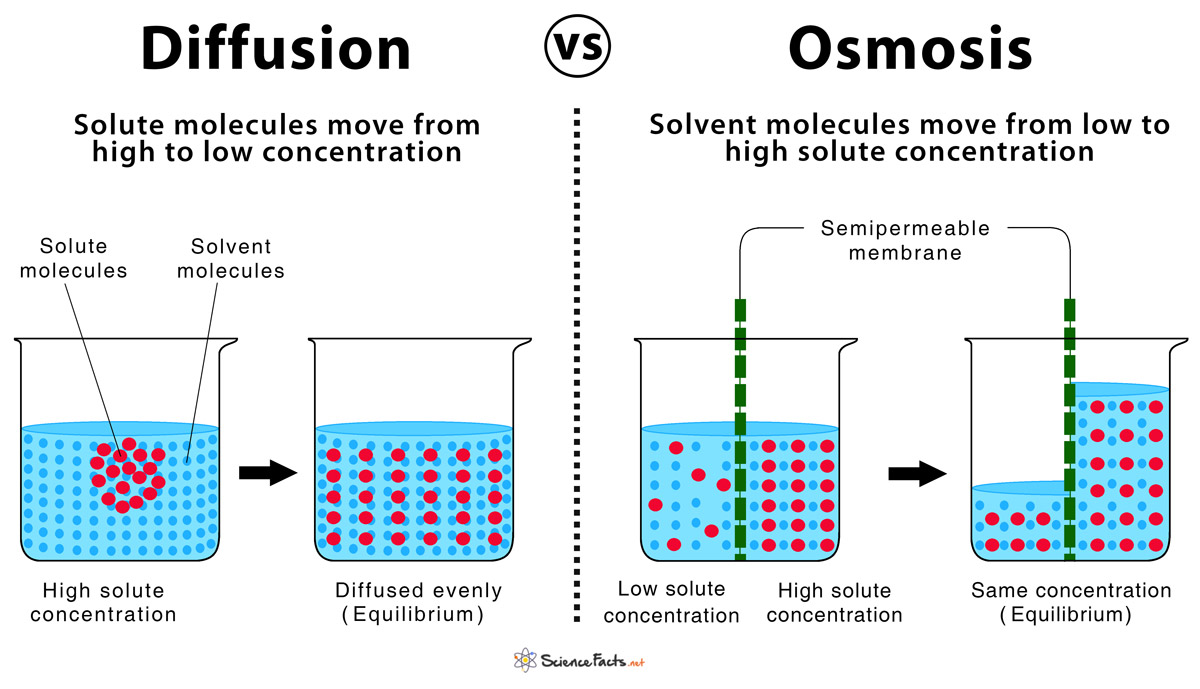 Diffusion
vs
Osmosis
Solute molecules move from
high to low concentration
Solvent molecules move from low to
high solute concentration
Solute
molecules
Solvent
molecules
Semipermeable
membrane
High solute
concentration
Diffused evenly
(Equilibrium)
Low solute
concentration
High solute
concentration
Same concentration
(Equilibrium)
ScienceFacts.net